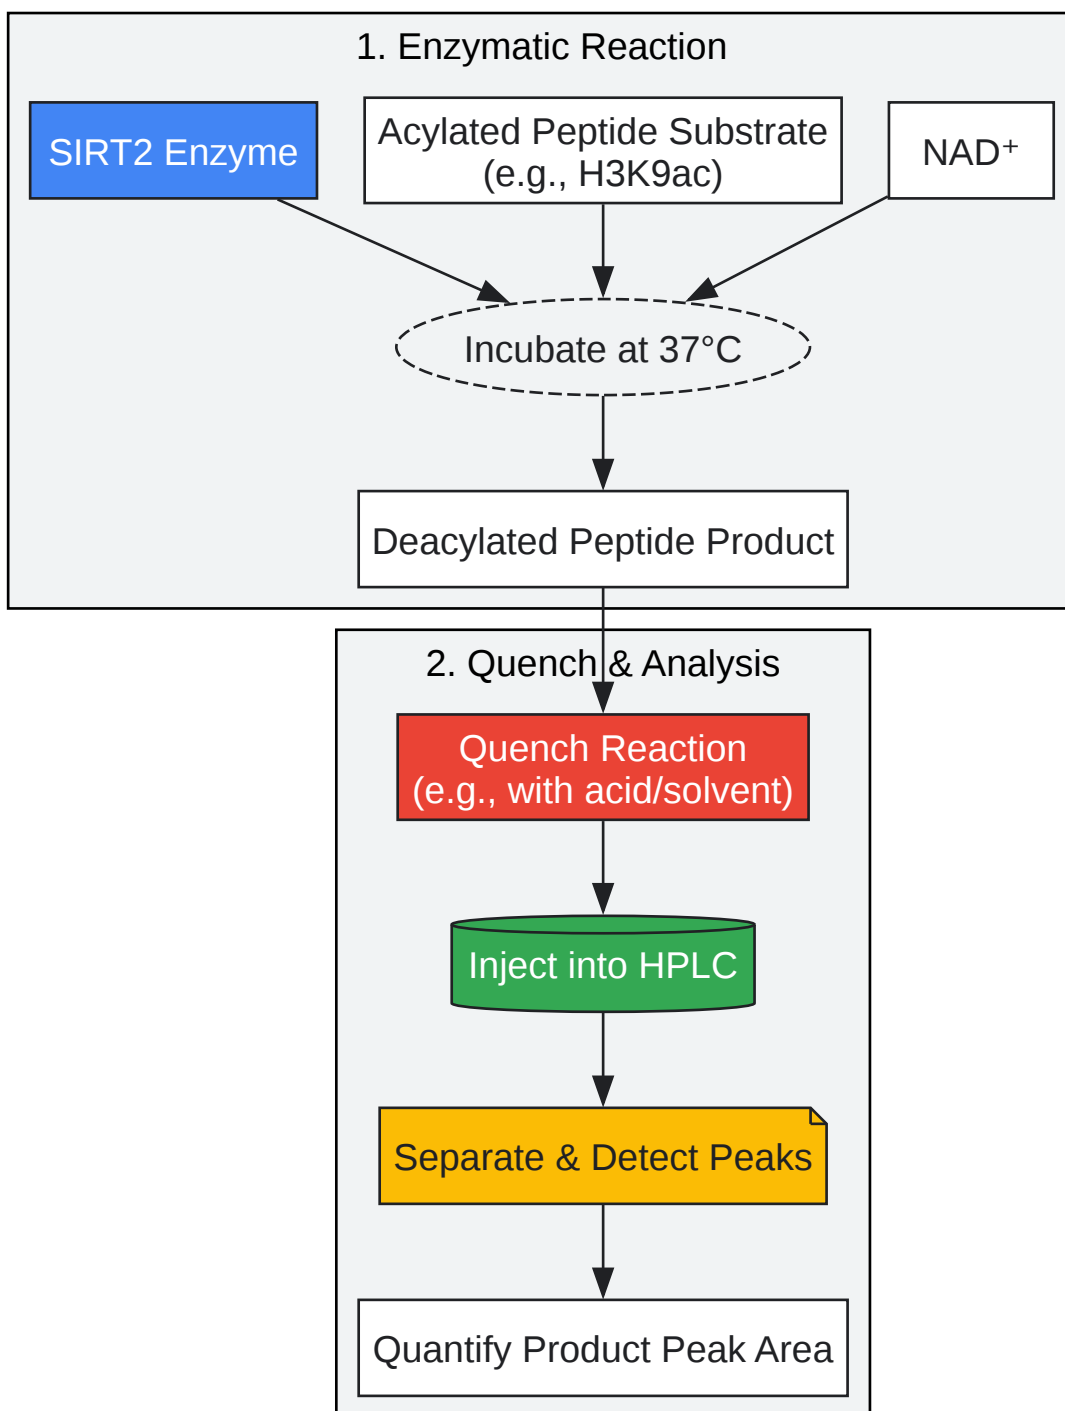 1. Enzymatic Reaction
SIRT2 Enzyme
Acylated Peptide Substrate
(e.g., H3K9ac)
NAD⁺
Incubate at 37°C
Deacylated Peptide Product
2. Quench & Analysis
Quench Reaction
(e.g., with acid/solvent)
Inject into HPLC
Separate & Detect Peaks
Quantify Product Peak Area